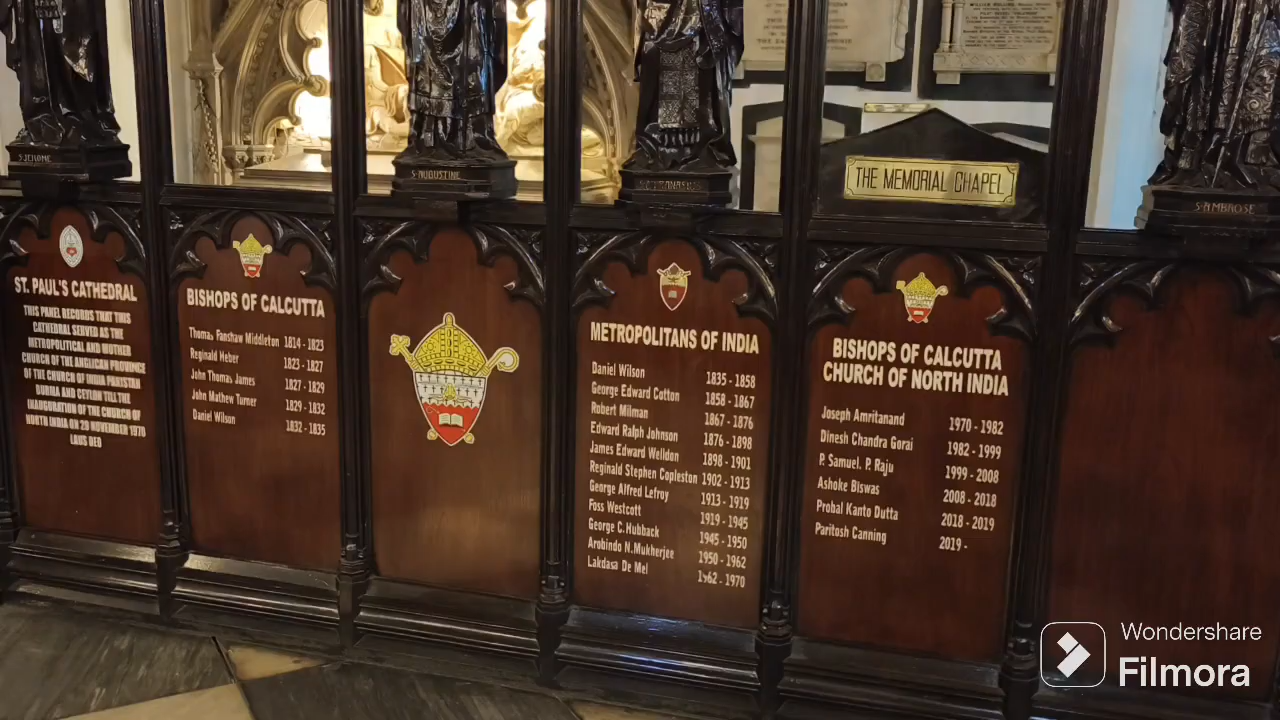 S·JEROME
S·AUGUSTINE
S·AMBROSE
THE MEMORIAL CHAPEL
ST. PAUL'S CATHEDRAL
THIS PANEL RECORDS THAT THIS
CATHEDRAL SERVED AS THE
METROPOLITICAL AND MOTHER
CHURCH OF THE ANGLICAN PROVINCE
OF THE CHURCH OF INDIA PAKISTAN
BURMA AND CEYLON TILL THE
INAUGURATION OF THE CHURCH OF
NORTH INDIA ON 29 NOVEMBER 1970
LAUS DEO
BISHOPS OF CALCUTTA
Thomas Fanshaw Middleton 1814 - 1823
Reginald Heber 1823 - 1827
John Thomas James 1827 - 1829
John Mathew Turner 1829 - 1832
Daniel Wilson 1832 - 1835
METROPOLITANS OF INDIA
Daniel Wilson 1835 - 1858
George Edward Cotton 1858 - 1867
Robert Milman 1867 - 1876
Edward Ralph Johnson 1876 - 1898
James Edward Welldon 1898 - 1901
Reginald Stephen Copleston 1902 - 1913
George Alfred Lefroy 1913 - 1919
Foss Westcott 1919 - 1945
George C.Hubback 1945 - 1950
Arobindo N.Mukherjee 1950 - 1962
Lakdasa De Mel 1962 - 1970
BISHOPS OF CALCUTTA
CHURCH OF NORTH INDIA
Joseph Amritanand 1970 - 1982
Dinesh Chandra Gorai 1982 - 1999
P. Samuel. P. Raju 1999 - 2008
Ashoke Biswas 2008 - 2018
Probal Kanto Dutta 2018 - 2019
Paritosh Canning 2019 -
Wondershare
Filmora